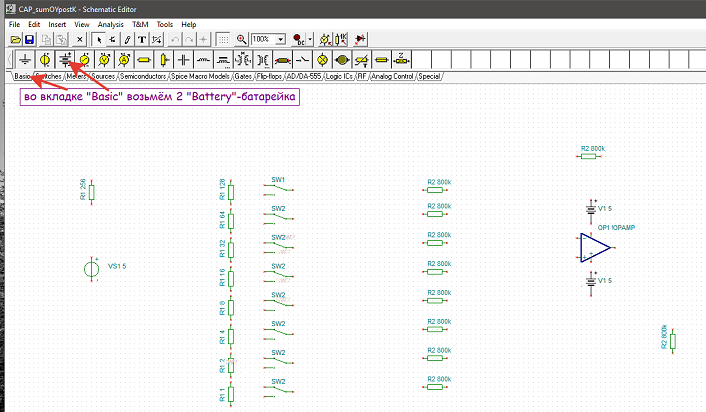 CAP_sumOYpostK - Schematic Editor
File Edit Insert View Analysis T&M Tools Help
100% DC
Basic Switches Meters Sources Semiconductors Spice Macro Models Gates Flip-flops AD/DA-555 Logic ICs RF Analog Control Special
во вкладке "Basic" возьмём 2 "Battery"-батарейка
R2 800k
R1 256
R1 128
SW1
R2 800k
V1 5
R1 64
SW2
R2 800k
OP1 !OPAMP
R1 32
SW2
R2 800k
VS1 5
R1 16
SW2
R2 800k
V1 5
R1 8
SW2
R2 800k
R1 4
SW2
R2 800k
R2 800k
R1 2
SW2
R2 800k
R1 1
SW2
R2 800k